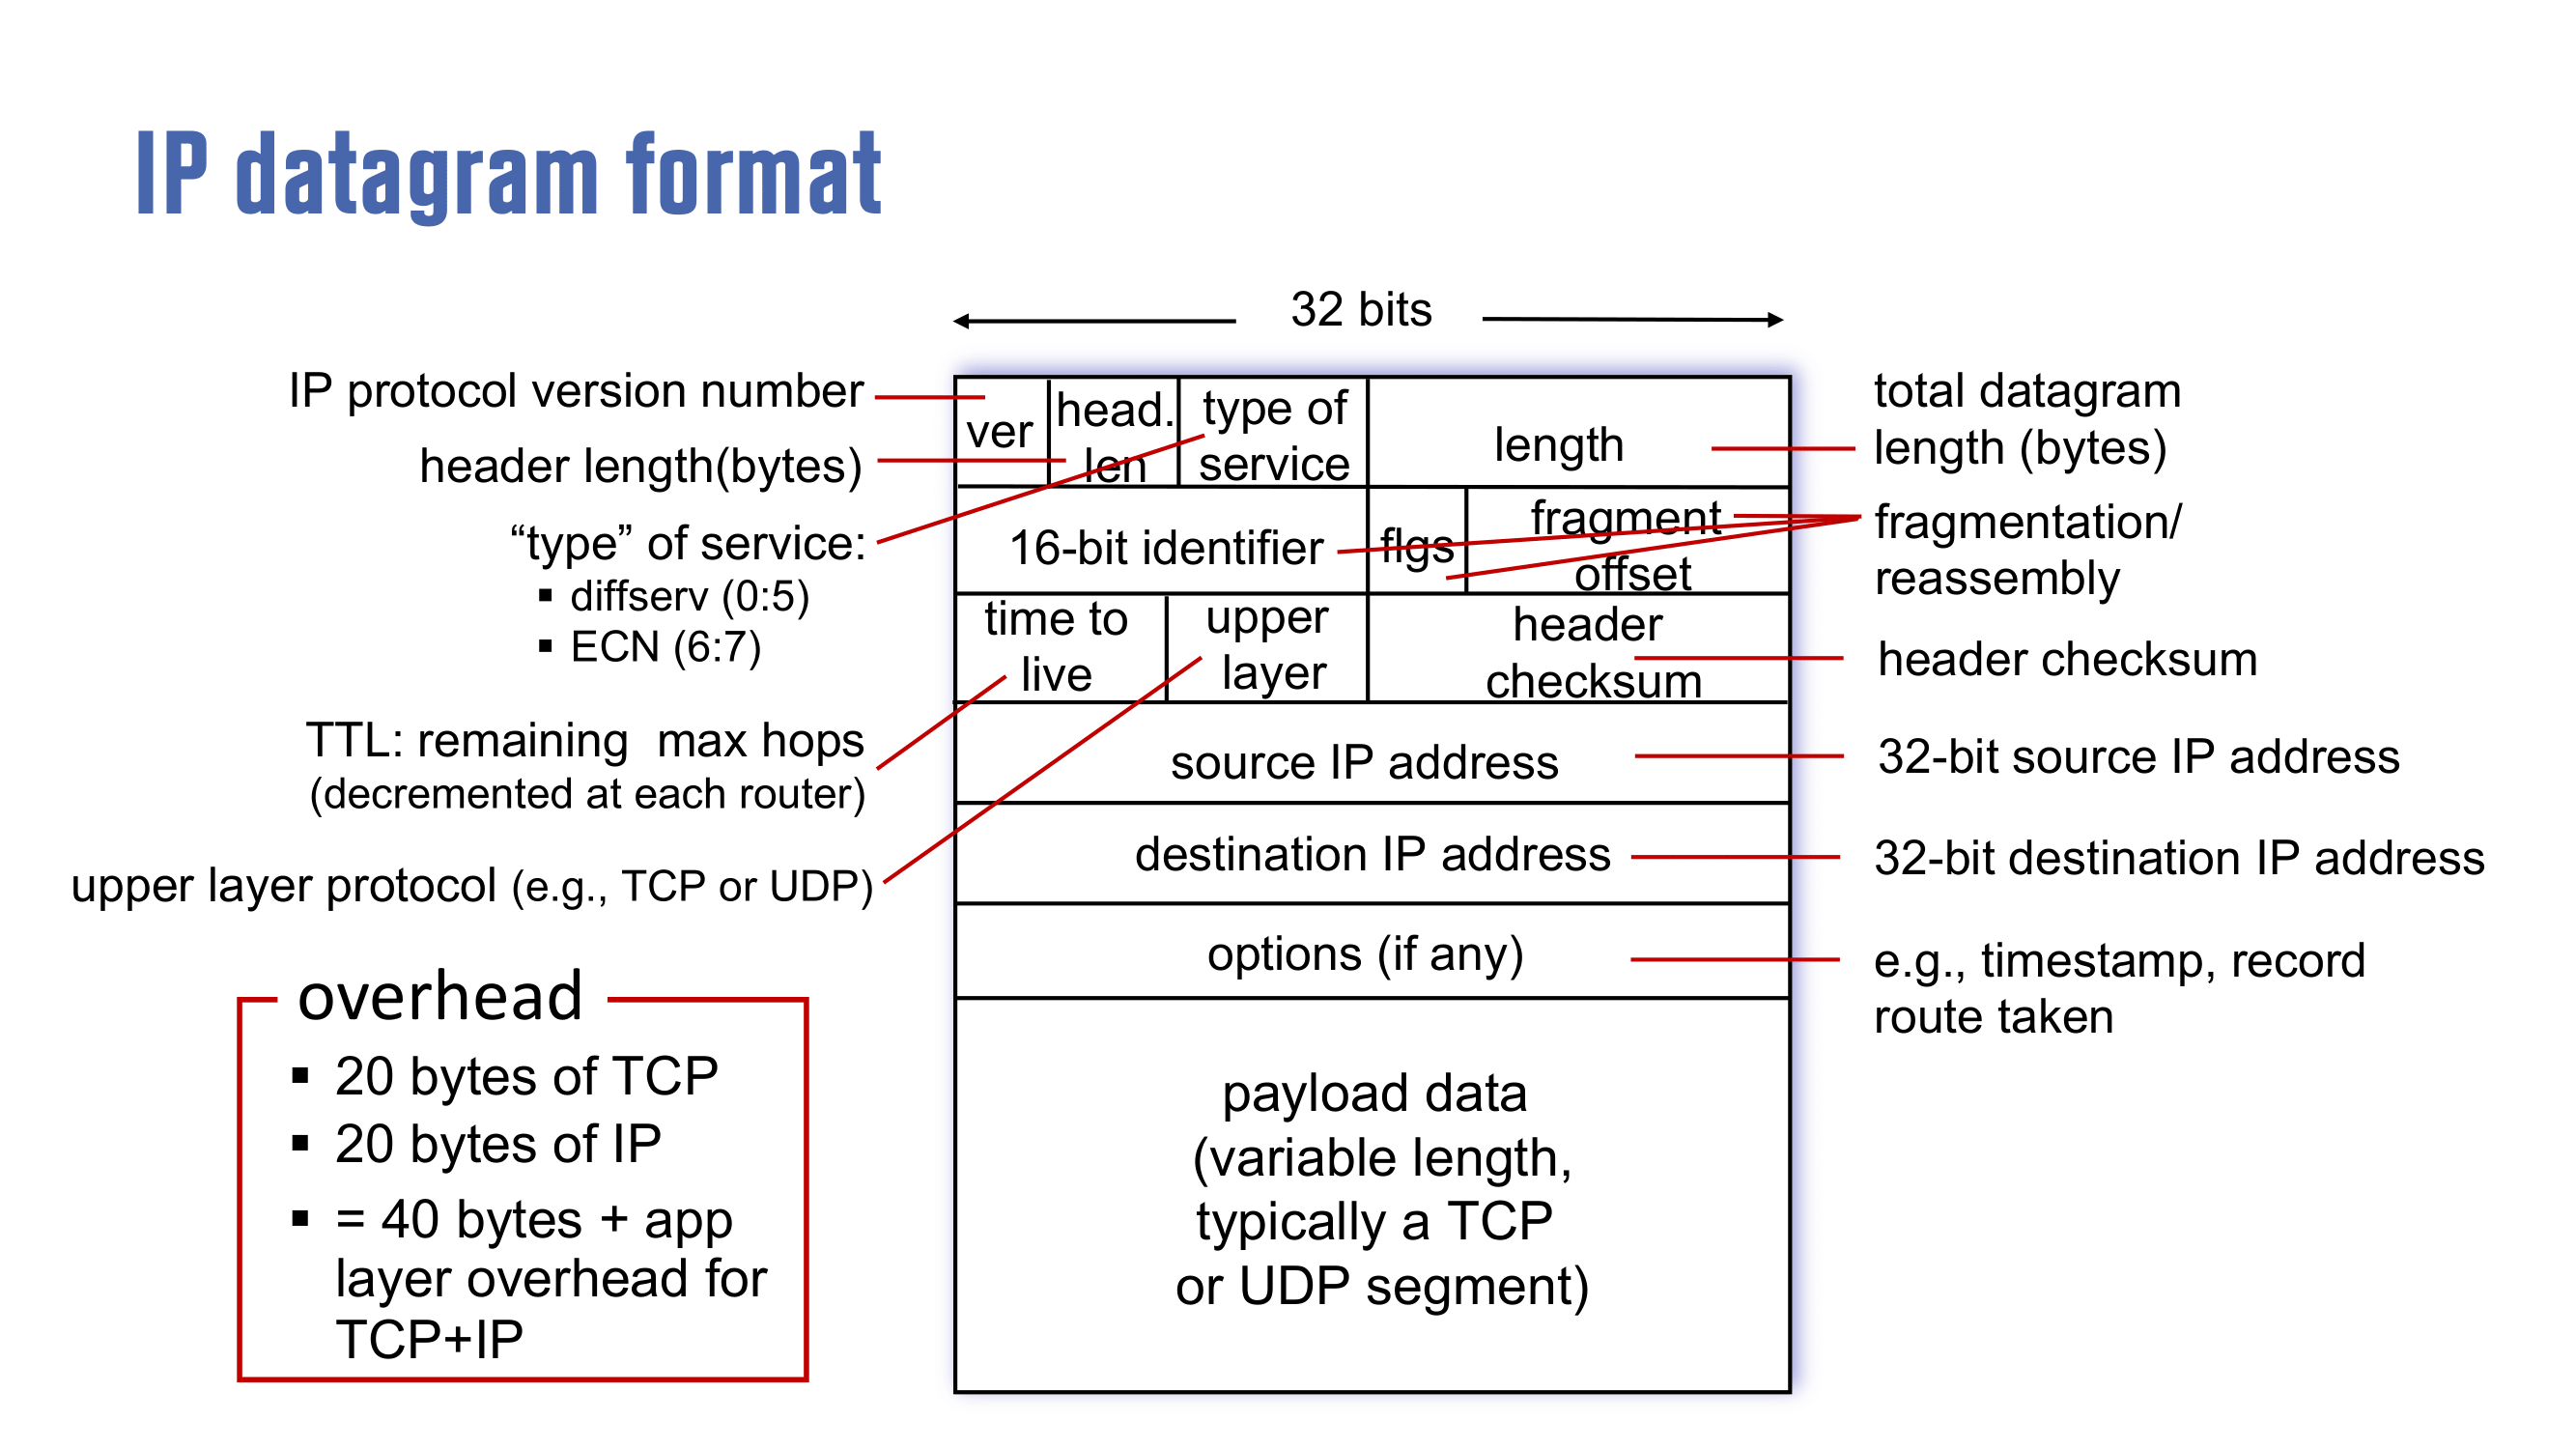 IP datagram format
32 bits
IP protocol version number
header length(bytes)
“type” of service:
▪ diffserv (0:5)
▪ ECN (6:7)
TTL: remaining  max hops
(decremented at each router)
upper layer protocol (e.g., TCP or UDP)
overhead
▪ 20 bytes of TCP
▪ 20 bytes of IP
▪ = 40 bytes + app
layer overhead for
TCP+IP
ver
head.
len
type of
service
length
16-bit identifier
flgs
fragment
offset
time to
live
upper
layer
header
checksum
source IP address
destination IP address
options (if any)
payload data
(variable length,
typically a TCP
or UDP segment)
total datagram
length (bytes)
fragmentation/
reassembly
header checksum
32-bit source IP address
32-bit destination IP address
e.g., timestamp, record
route taken